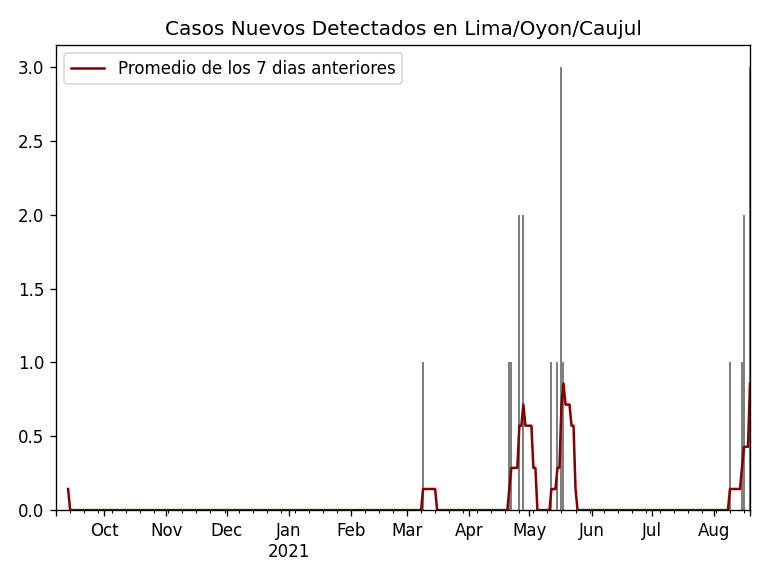 Casos Nuevos Detectados en Lima/Oyon/Caujul
Promedio de los 7 dias anteriores
3.0
2.5
2.0
1.5
1.0
0.5
0.0
Oct Nov Dec Jan Feb Mar Apr May Jun Jul Aug
2021